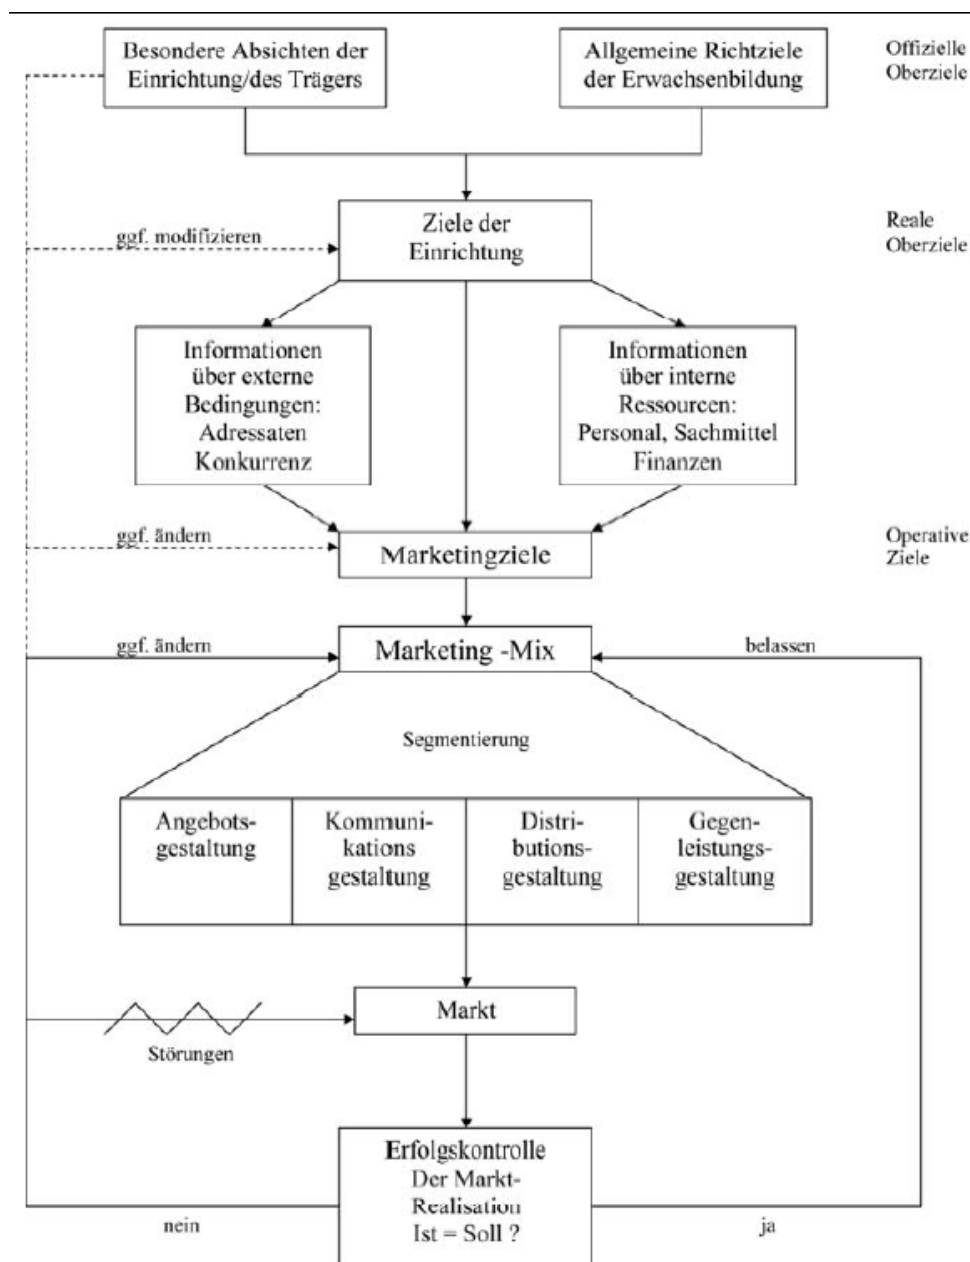 Besondere Absichten der
Einrichtung/des Trägers
Allgemeine Richtziele
der Erwachsenbildung
Offizielle
Oberziele
ggf. modifizieren
Ziele der
Einrichtung
Reale
Oberziele
Informationen
über externe
Bedingungen:
Adressaten
Konkurrenz
Informationen
über interne
Ressourcen:
Personal, Sachmittel
Finanzen
ggf. ändern
Marketingziele
Operative
Ziele
ggf. ändern
Marketing -Mix
belassen
Segmentierung
Angebots-
gestaltung
Kommuni-
kations
gestaltung
Distri-
butions-
gestaltung
Gegen-
leistungs-
gestaltung
Markt
Störungen
Erfolgskontrolle
Der Markt-
Realisation
Ist = Soll ?
nein
ja